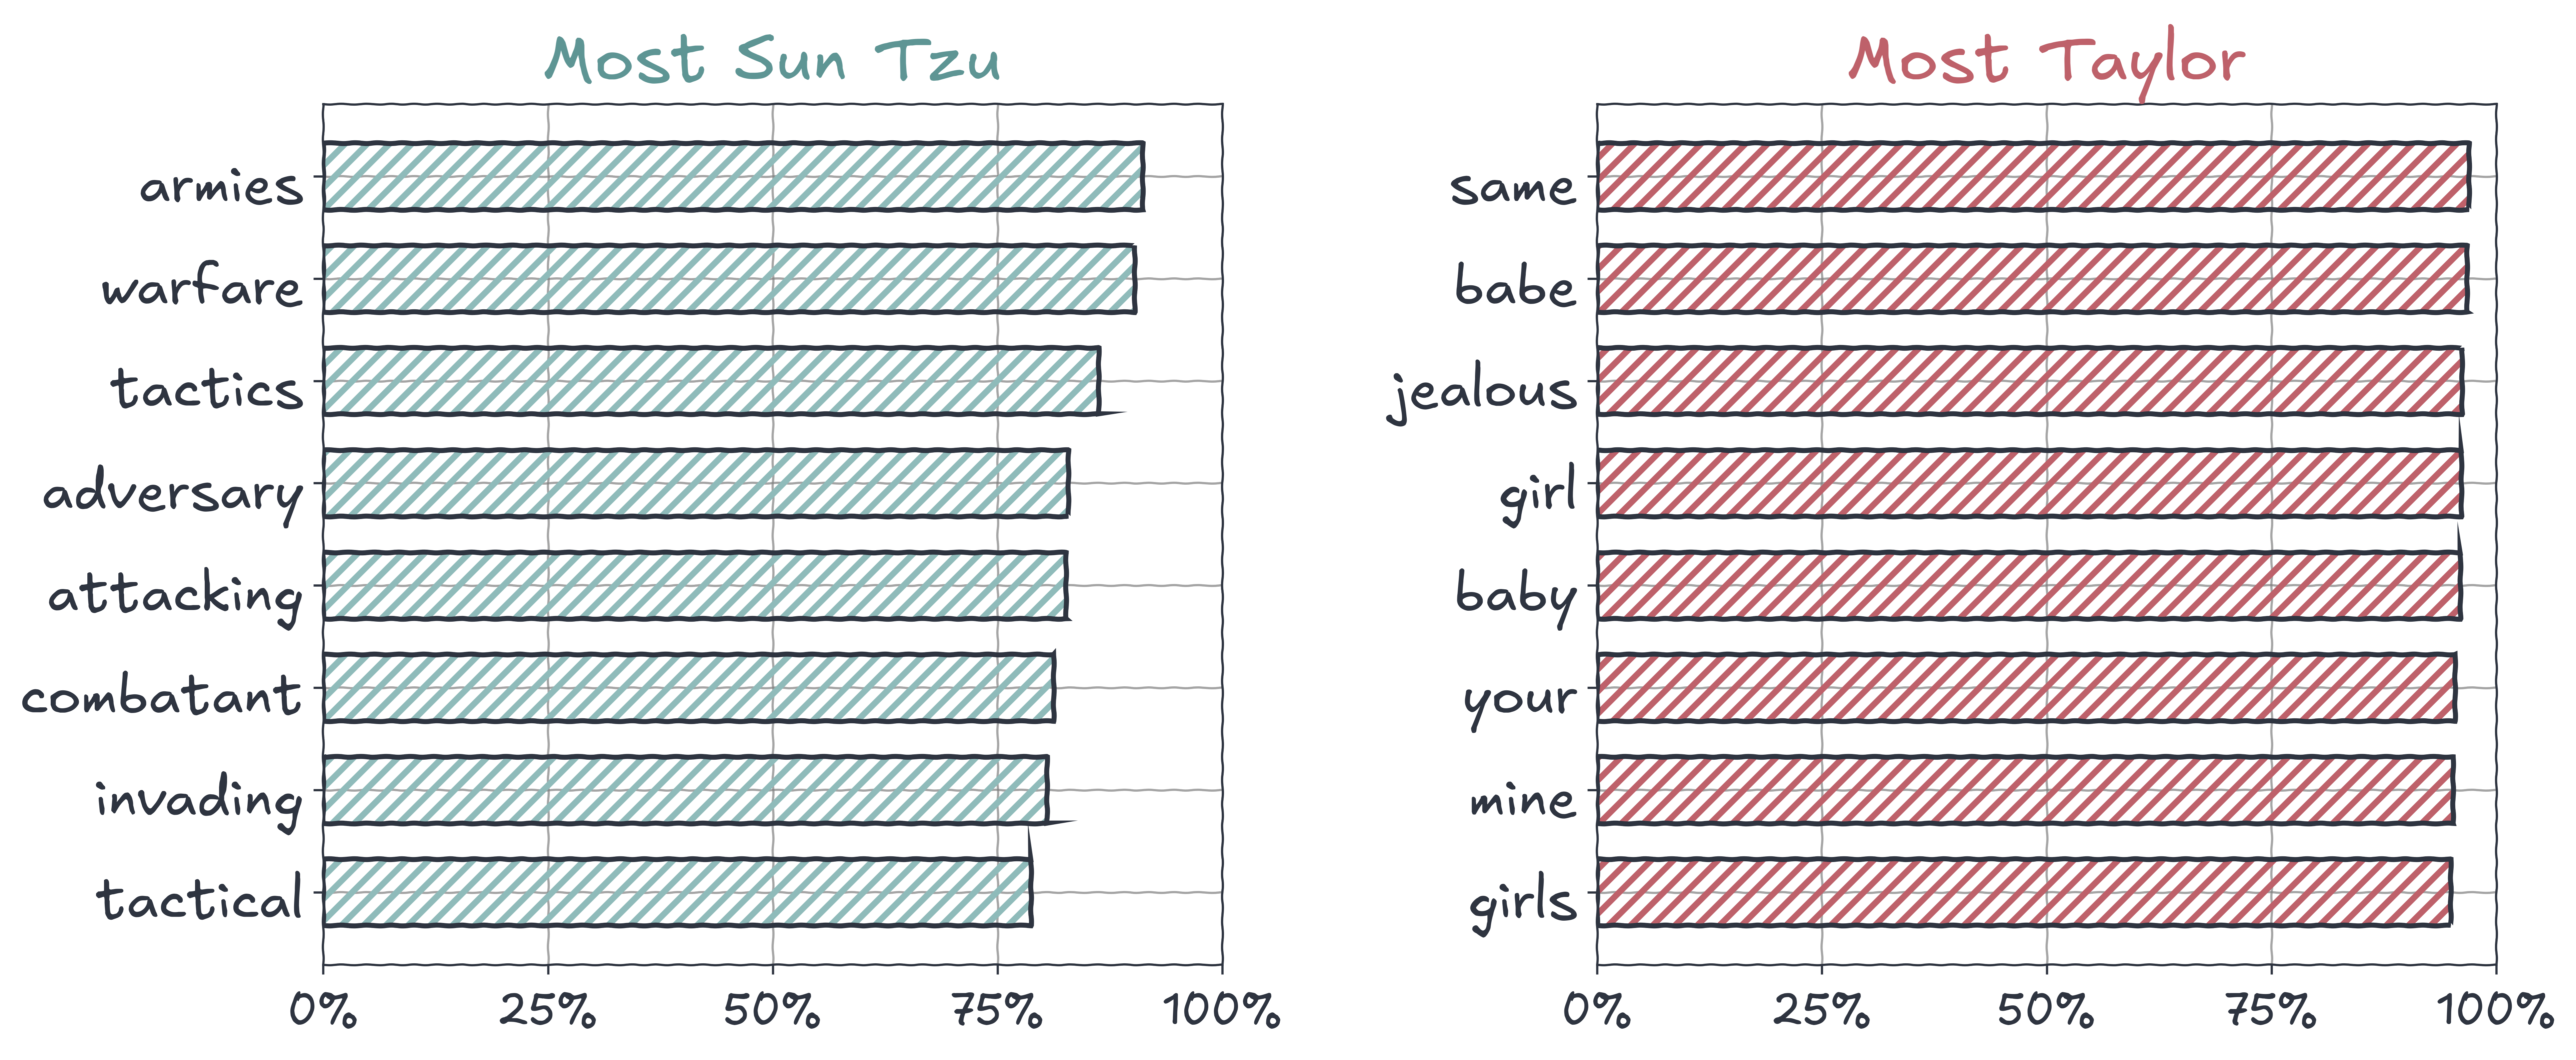 Most Sun Tzu
armies
warfare
tactics
adversary
attacking
combatant
invading
tactical
0% 25% 50% 75% 100%
Most Taylor
same
babe
jealous
girl
baby
your
mine
girls
0% 25% 50% 75% 100%